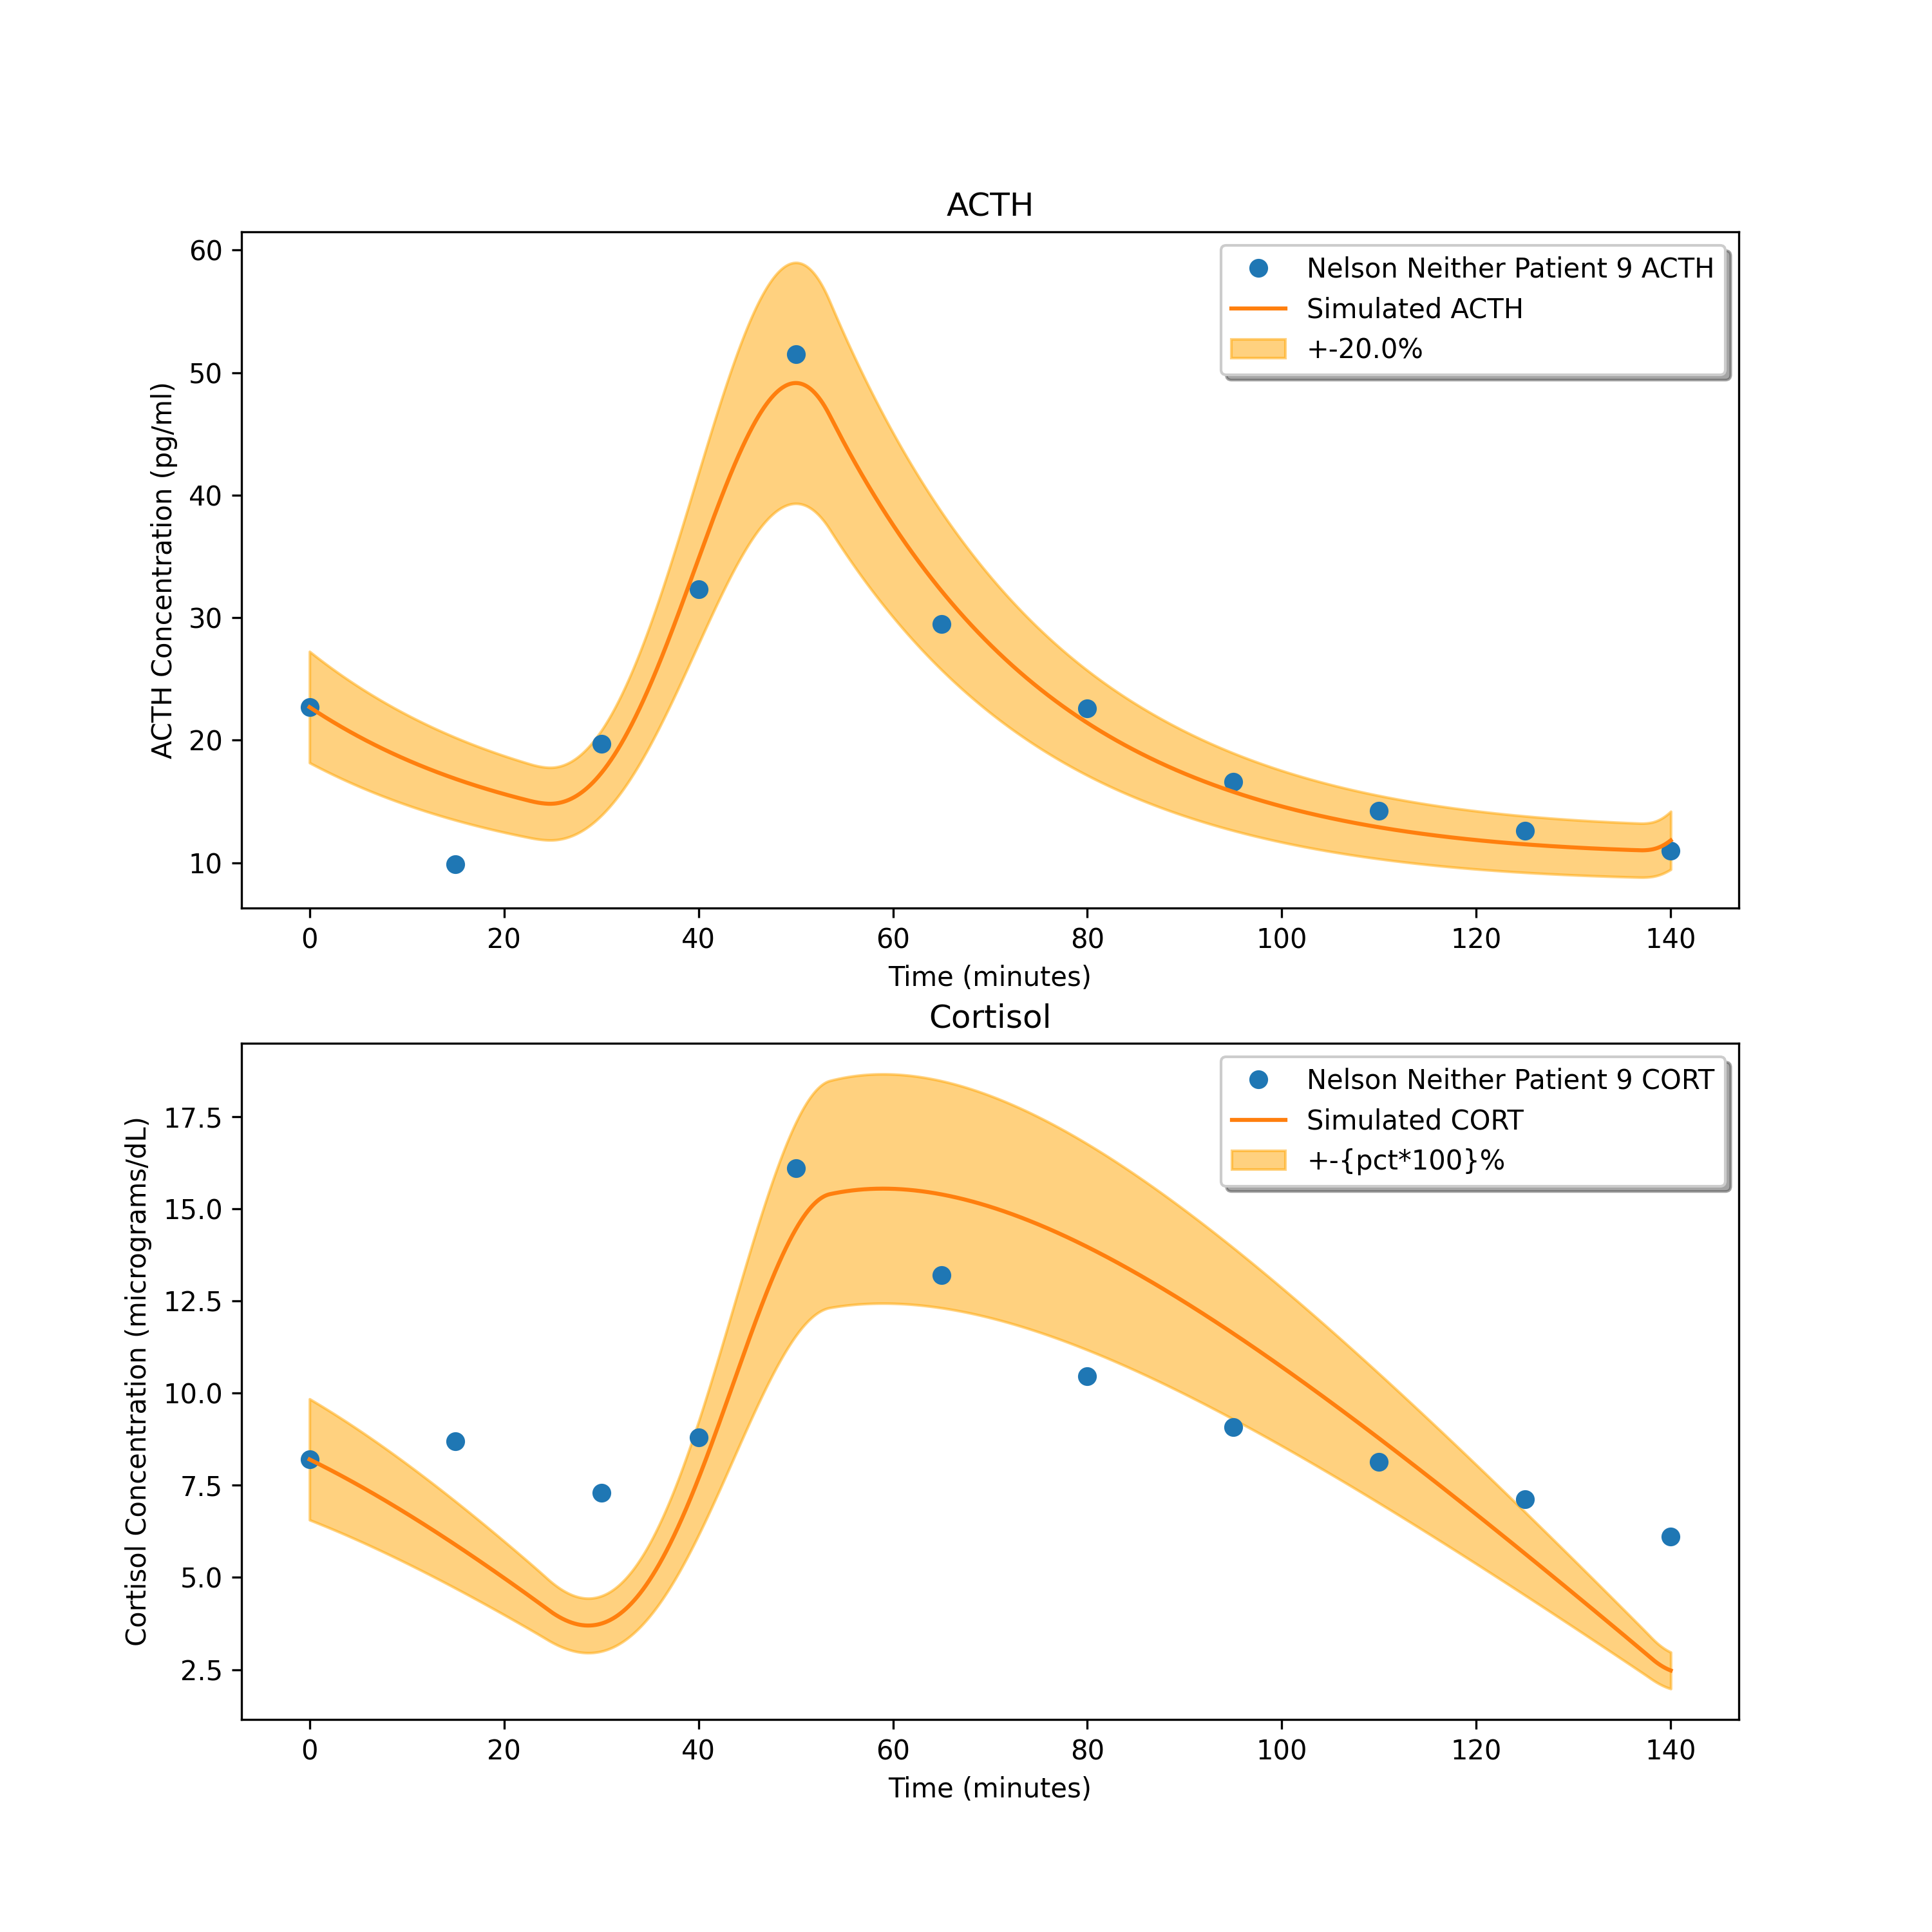 ACTH
60
50
40
30
20
10
ACTH Concentration (pg/ml)
Nelson Neither Patient 9 ACTH
Simulated ACTH
+-20.0%
0 20 40 60 80 100 120 140
Time (minutes)
Cortisol
17.5
15.0
12.5
10.0
7.5
5.0
2.5
Cortisol Concentration (micrograms/dL)
Nelson Neither Patient 9 CORT
Simulated CORT
+-{pct*100}%
0 20 40 60 80 100 120 140
Time (minutes)